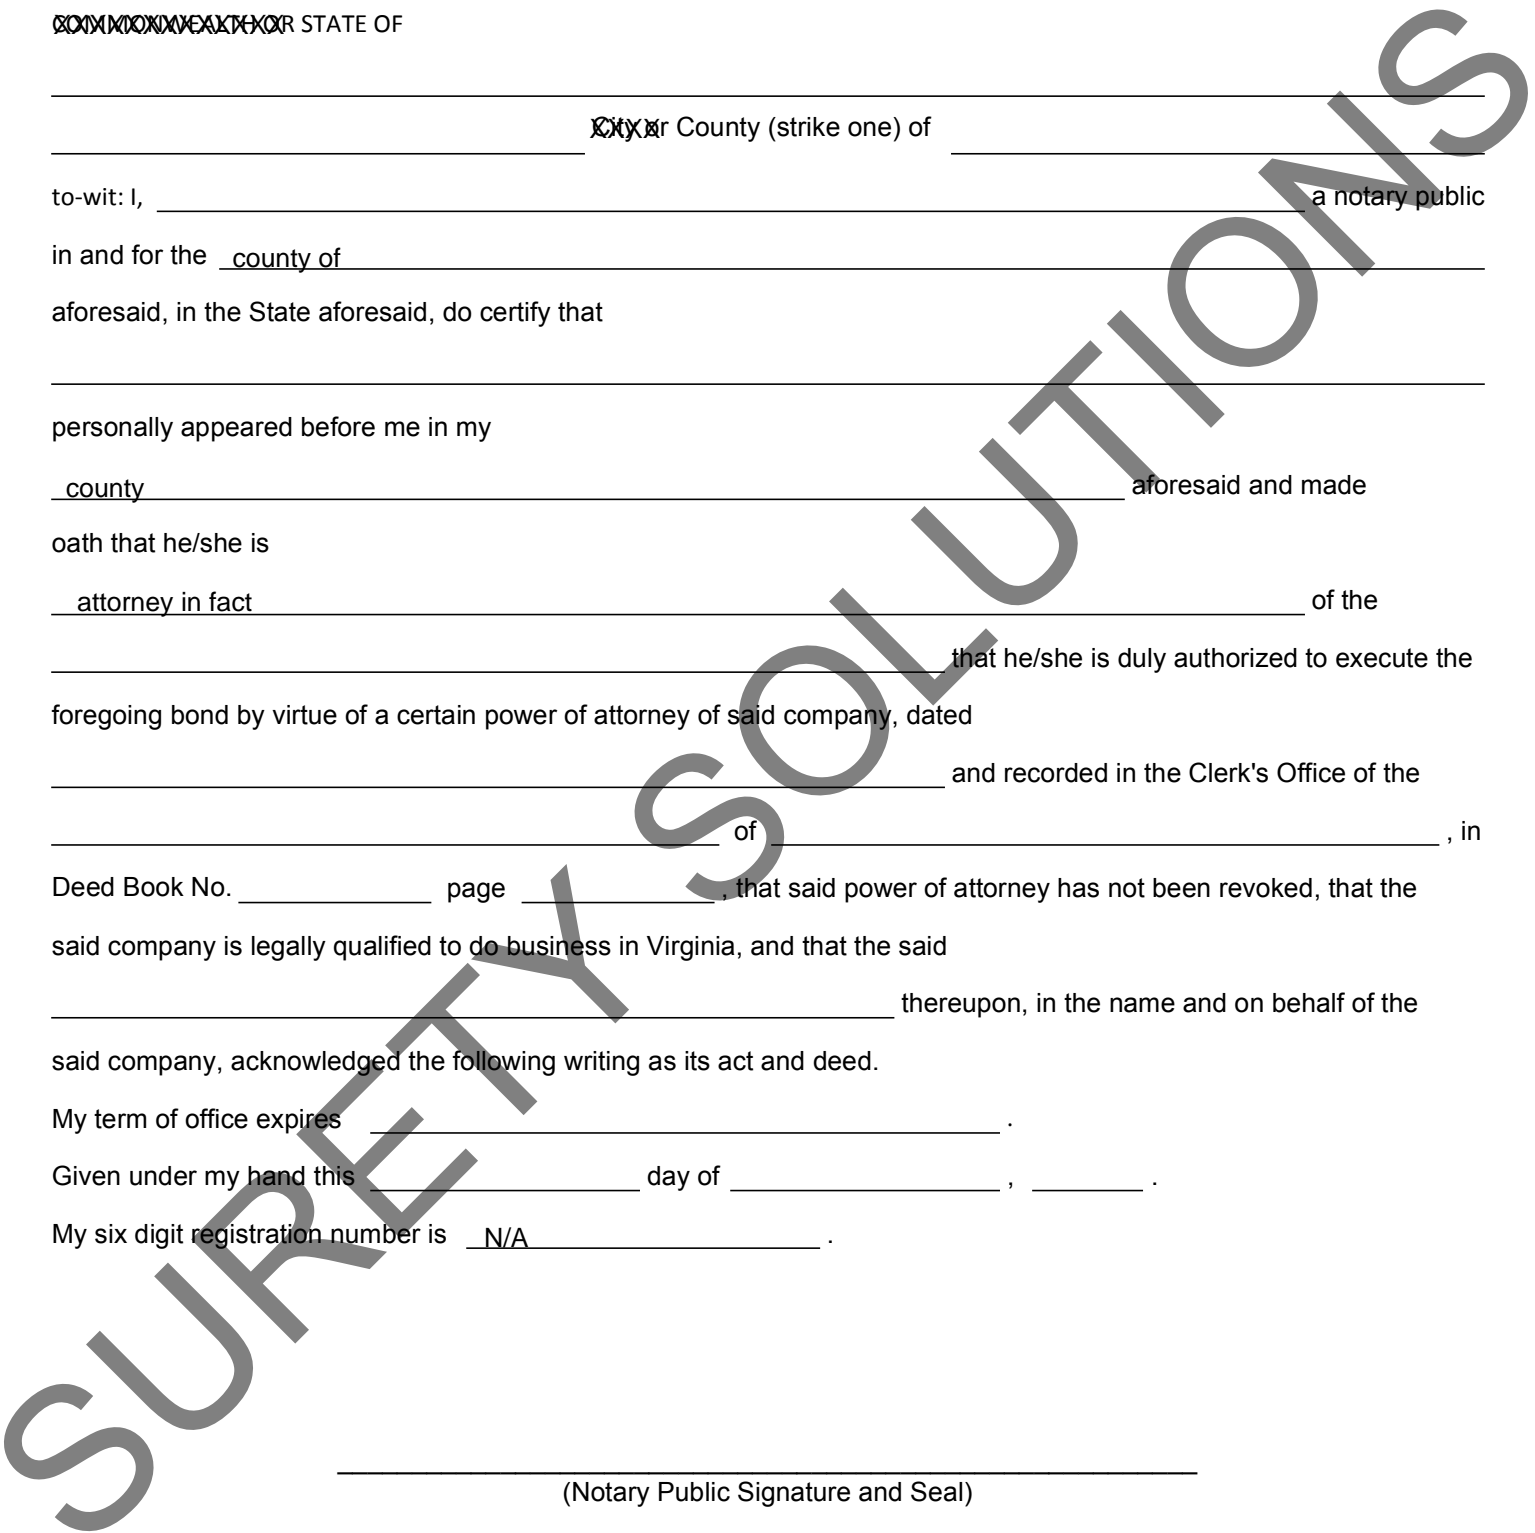 COMMONWEALTH OR STATE OF
City or County (strike one) of
to-wit: I, a notary public
in and for the county of
aforesaid, in the State aforesaid, do certify that
personally appeared before me in my
county aforesaid and made
oath that he/she is
attorney in fact of the
that he/she is duly authorized to execute the
foregoing bond by virtue of a certain power of attorney of said company, dated
and recorded in the Clerk's Office of the
of , in
Deed Book No. page , that said power of attorney has not been revoked, that the
said company is legally qualified to do business in Virginia, and that the said
thereupon, in the name and on behalf of the
said company, acknowledged the following writing as its act and deed.
My term of office expires .
Given under my hand this day of , .
My six digit registration number is N/A .
(Notary Public Signature and Seal)
SURETY SOLUTIONS